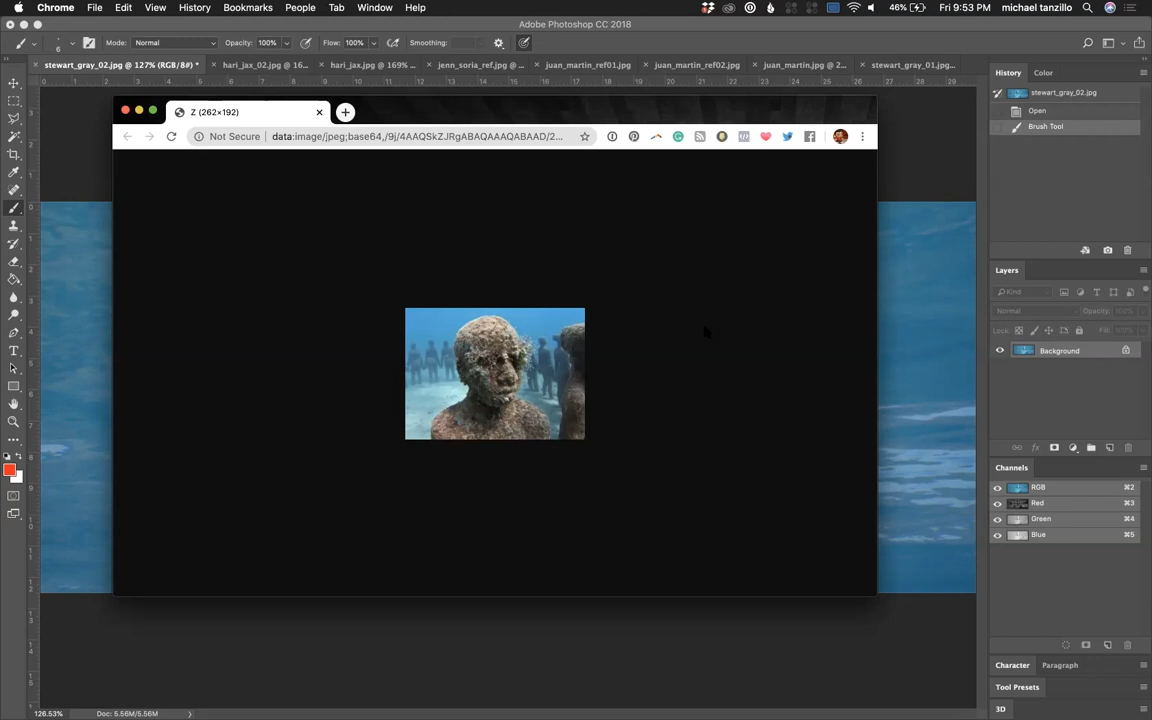 Chrome File Edit View History Bookmarks People Tab Window Help 46% Fri 9:53 PM michael tanzillo
Adobe Photoshop CC 2018
6 Mode: Normal Opacity: 100% Flow: 100% Smoothing:
stewart_gray_02.jpg @ 127% (RGB/8#) * hari_jax_02.jpg @ 16... hari_jax.jpg @ 169% ... jenn_soria_ref.jpg @ ... juan_martin_ref01.jpg juan_martin_ref02.jpg juan_martin.jpg @ 2... stewart_gray_01.jpg...
History Color
stewart_gray_02.jpg
Open
Brush Tool
Z (262×192)
Not Secure data:image/jpeg;base64,/9j/4AAQSkZJRgABAQAAAQABAAD/2...
Layers
Kind
Normal Opacity: 100%
Lock: Fill: 100%
Background
Channels
RGB ⌘2
Red ⌘3
Green ⌘4
Blue ⌘5
Character Paragraph
Tool Presets
3D
126.53% Doc: 5.56M/5.56M